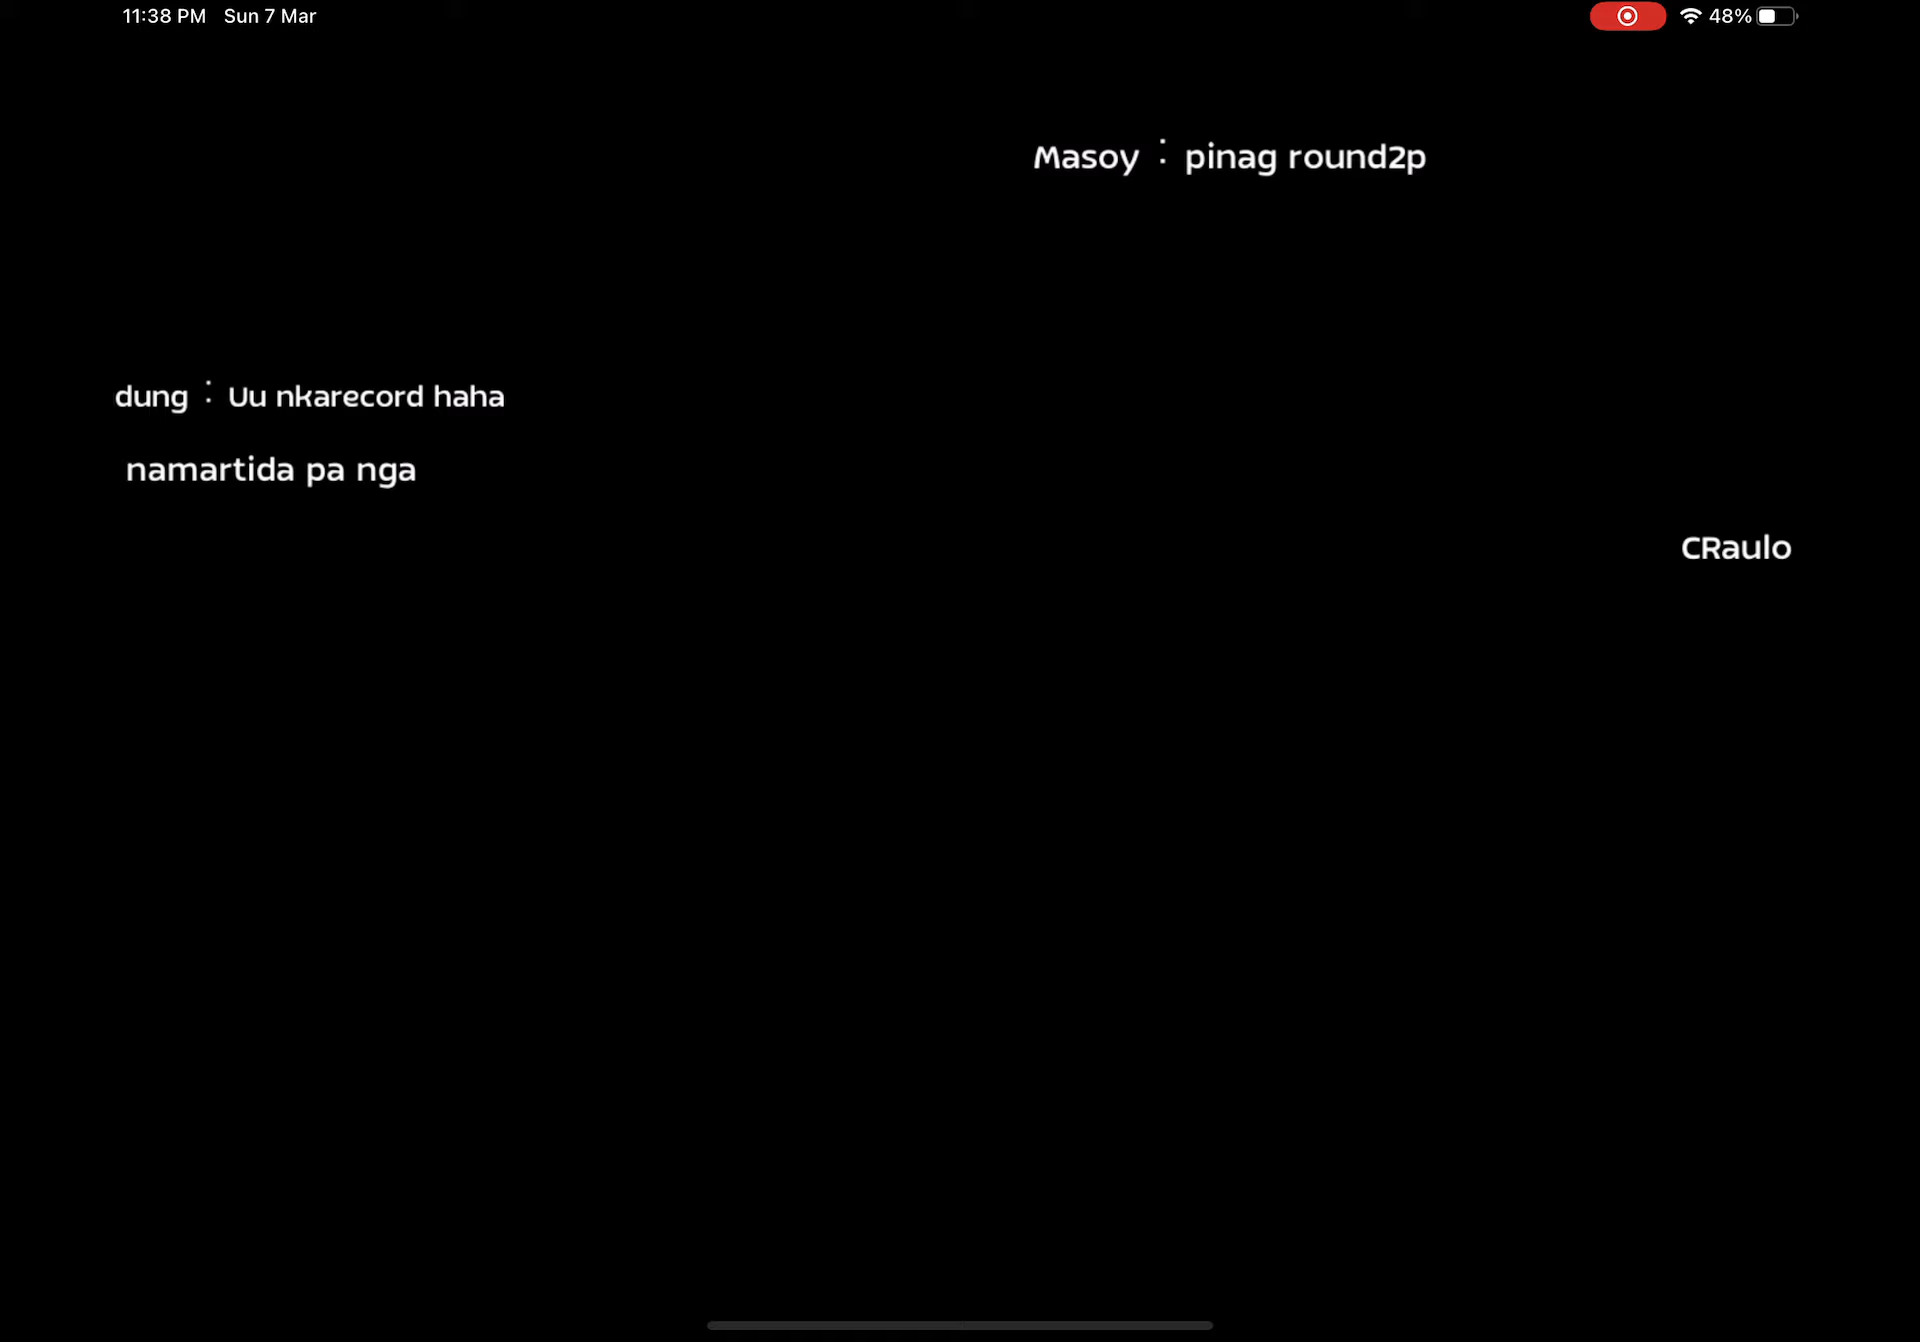 11:38 PM Sun 7 Mar 48%
Masoy : pinag round2p
dung : Uu nkarecord haha
namartida pa nga
CRaulo